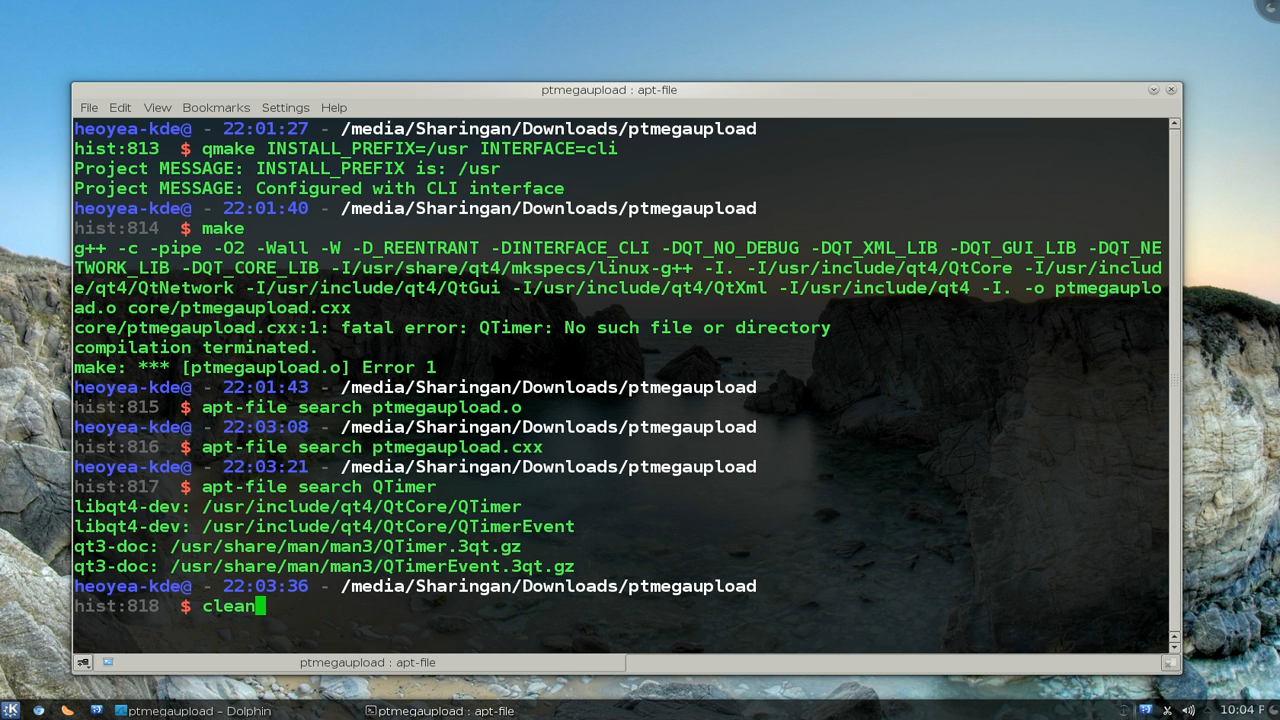 ptmegaupload : apt-file
File Edit View Bookmarks Settings Help
heoyea-kde@ - 22:01:27 - /media/Sharingan/Downloads/ptmegaupload
hist:813 $ qmake INSTALL_PREFIX=/usr INTERFACE=cli
Project MESSAGE: INSTALL_PREFIX is: /usr
Project MESSAGE: Configured with CLI interface
heoyea-kde@ - 22:01:40 - /media/Sharingan/Downloads/ptmegaupload
hist:814 $ make
g++ -c -pipe -O2 -Wall -W -D_REENTRANT -DINTERFACE_CLI -DQT_NO_DEBUG -DQT_XML_LIB -DQT_GUI_LIB -DQT_NE
TWORK_LIB -DQT_CORE_LIB -I/usr/share/qt4/mkspecs/linux-g++ -I. -I/usr/include/qt4/QtCore -I/usr/includ
e/qt4/QtNetwork -I/usr/include/qt4/QtGui -I/usr/include/qt4/QtXml -I/usr/include/qt4 -I. -o ptmegauplo
ad.o core/ptmegaupload.cxx
core/ptmegaupload.cxx:1: fatal error: QTimer: No such file or directory
compilation terminated.
make: *** [ptmegaupload.o] Error 1
heoyea-kde@ - 22:01:43 - /media/Sharingan/Downloads/ptmegaupload
hist:815 $ apt-file search ptmegaupload.o
heoyea-kde@ - 22:03:08 - /media/Sharingan/Downloads/ptmegaupload
hist:816 $ apt-file search ptmegaupload.cxx
heoyea-kde@ - 22:03:21 - /media/Sharingan/Downloads/ptmegaupload
hist:817 $ apt-file search QTimer
libqt4-dev: /usr/include/qt4/QtCore/QTimer
libqt4-dev: /usr/include/qt4/QtCore/QTimerEvent
qt3-doc: /usr/share/man/man3/QTimer.3qt.gz
qt3-doc: /usr/share/man/man3/QTimerEvent.3qt.gz
heoyea-kde@ - 22:03:36 - /media/Sharingan/Downloads/ptmegaupload
hist:818 $ clean
ptmegaupload : apt-file
ptmegaupload – Dolphin ptmegaupload : apt-file 10:04 P